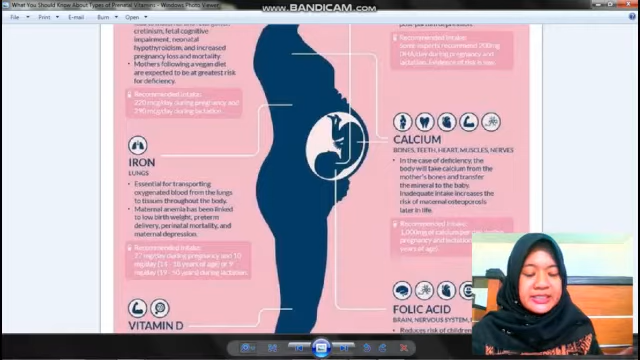 What You Should Know About Types of Prenatal Vitamins - Windows Photo Viewer
WWW.BANDICAM.COM
File
Print
E-mail
Burn
Open
cretinism, fetal cognitive
impairment, neonatal
hypothyroidism, and increased
pregnancy loss and mortality.
• Mothers following a vegan diet
are expected to be at greatest risk
for deficiency.
Recommended intake:
220 mcg/day during pregnancy and
290 mcg/day during lactation.
IRON
LUNGS
• Essential for transporting
oxygenated blood from the lungs
to tissues throughout the body.
• Maternal anemia has been linked
to low birth weight, preterm
delivery, perinatal mortality, and
maternal depression.
Recommended intake:
mg/day during pregnancy and 10
mg/day (14 - 18 years of age) or 9
mg/day (19 - 50 years) during lactation.
VITAMIN D
Recommended intake:
Some experts recommend 200mg
DHA/day during pregnancy and
lactation. Evidence
CALCIUM
BONES, TEETH, HEART, MUSCLES, NERVES
• In the case of deficiency, the
body will take calcium from the
mother's bones and transfer
the mineral to the baby.
Inadequate intake increases the
risk of maternal osteoporosis
later in life.
Recommended intake:
1,000mg of calcium per day
pregnancy and lactation
years of age).
FOLIC ACID
BRAIN, NERVOUS SYSTEM,
• Reduces risk of children